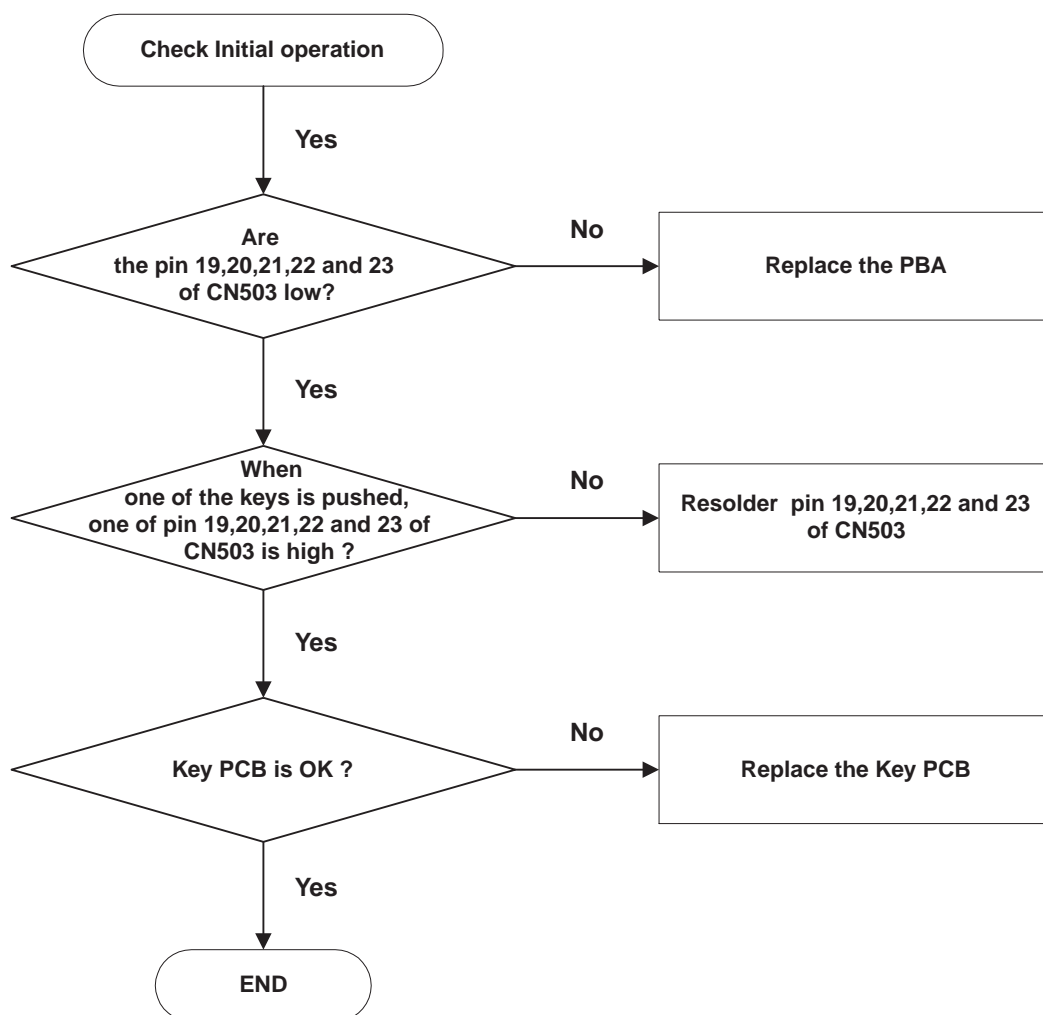 Check Initial operation
Yes
Are
the pin 19,20,21,22 and 23
of CN503 low?
No
Replace the PBA
Yes
When
one of the keys is pushed,
one of pin 19,20,21,22 and 23 of
CN503 is high ?
No
Resolder pin 19,20,21,22 and 23
of CN503
Yes
Key PCB is OK ?
No
Replace the Key PCB
Yes
END